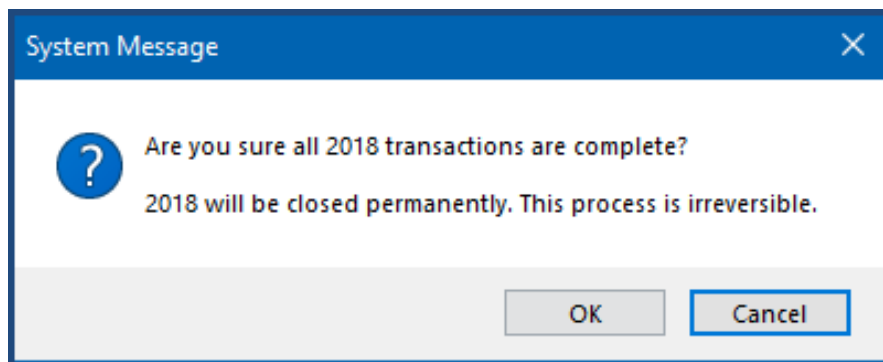 System Message
Are you sure all 2018 transactions are complete?
2018 will be closed permanently. This process is irreversible.
OK
Cancel